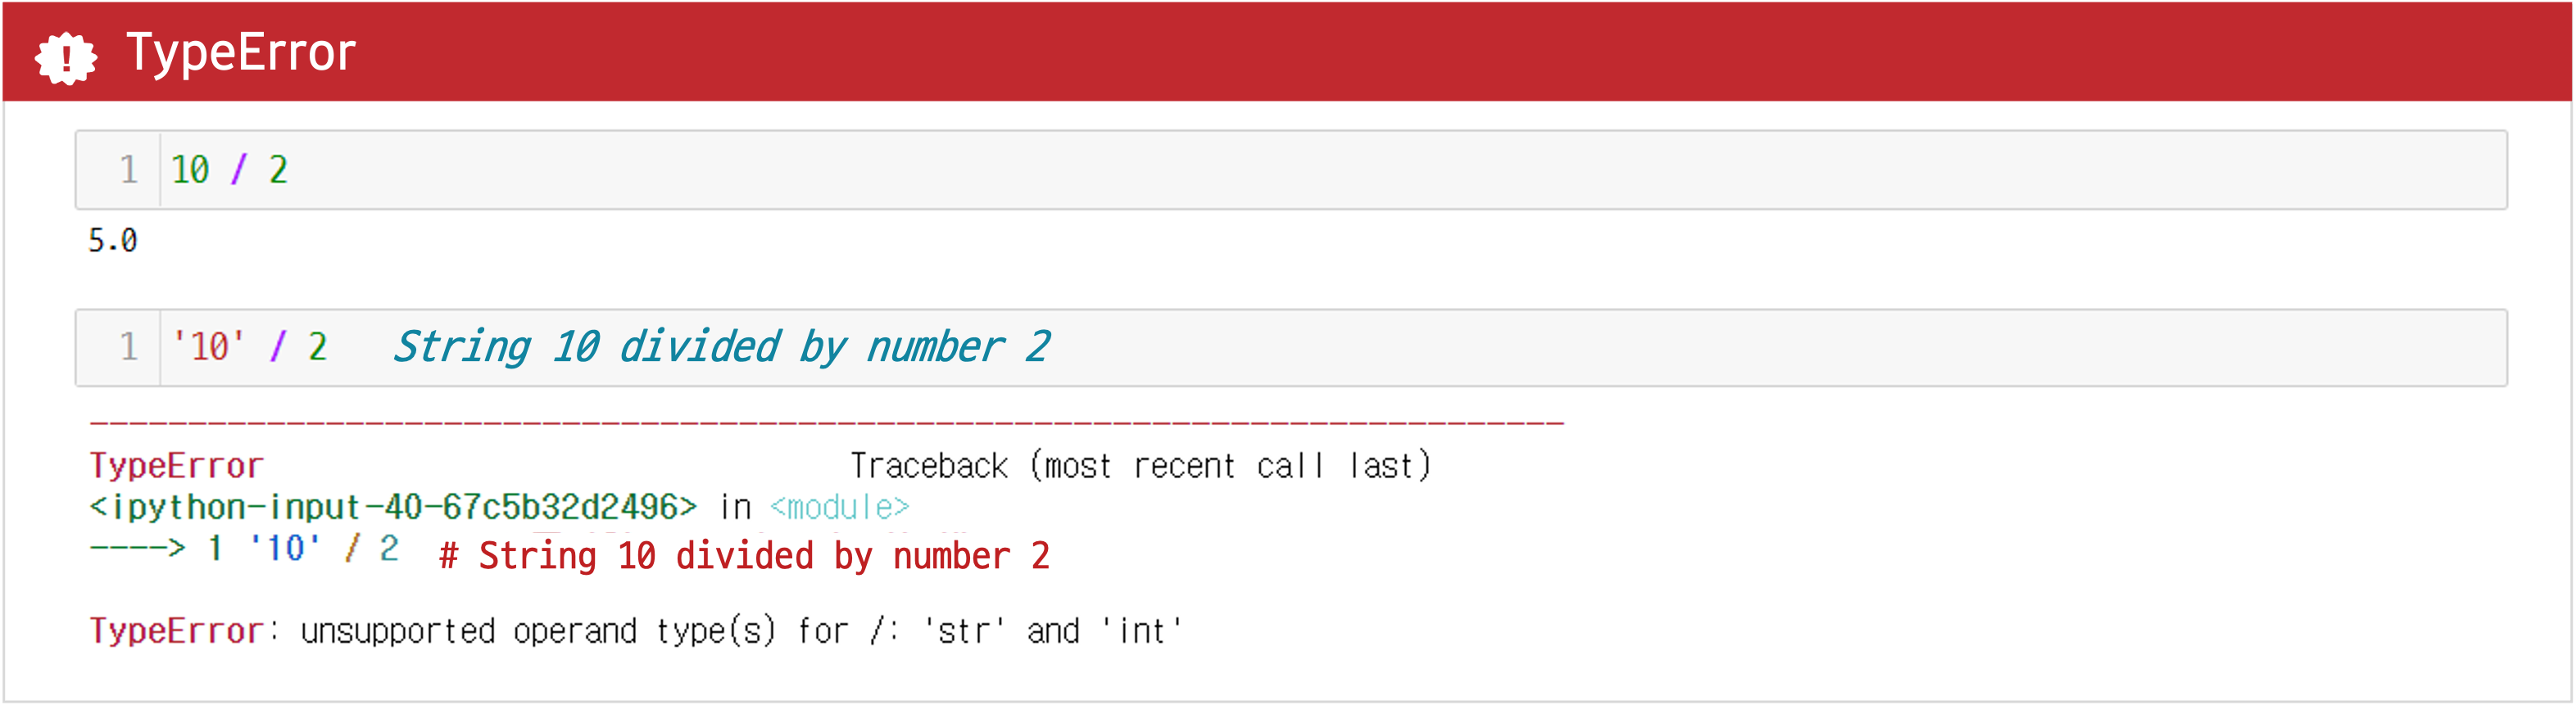 TypeError
1 10 / 2
5.0
1 '10' / 2 String 10 divided by number 2
---------------------------------------------------------------------------
TypeError Traceback (most recent call last)
<ipython-input-40-67c5b32d2496> in <module>
----> 1 '10' / 2 # String 10 divided by number 2
TypeError: unsupported operand type(s) for /: 'str' and 'int'